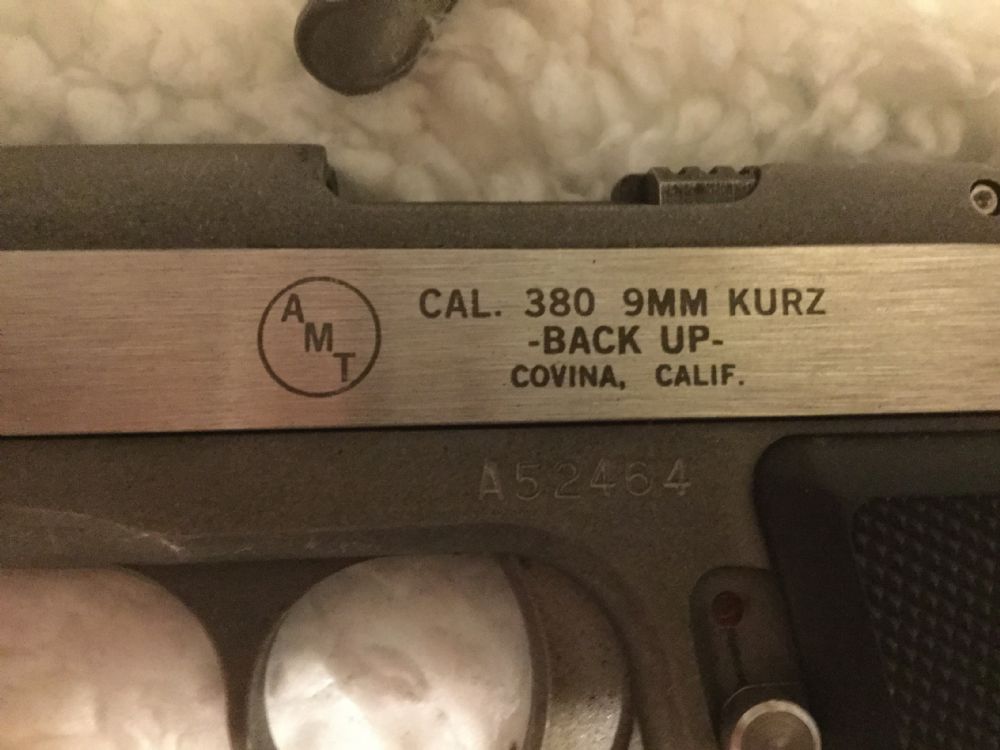 AMT
CAL. 380 9MM KURZ
-BACK UP-
COVINA, CALIF.
A52464